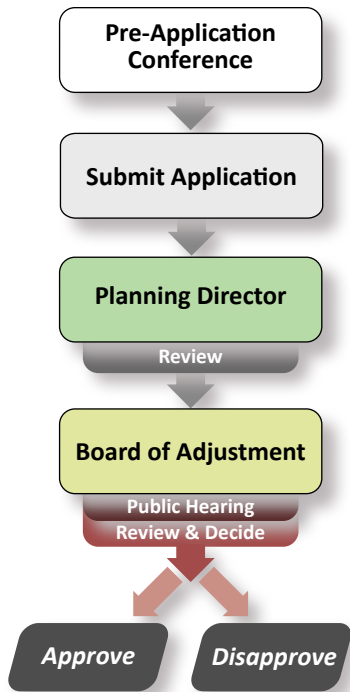 Pre-Application
Conference
Submit Application
Planning Director
Review
Board of Adjustment
Public Hearing
Review & Decide
Approve
Disapprove